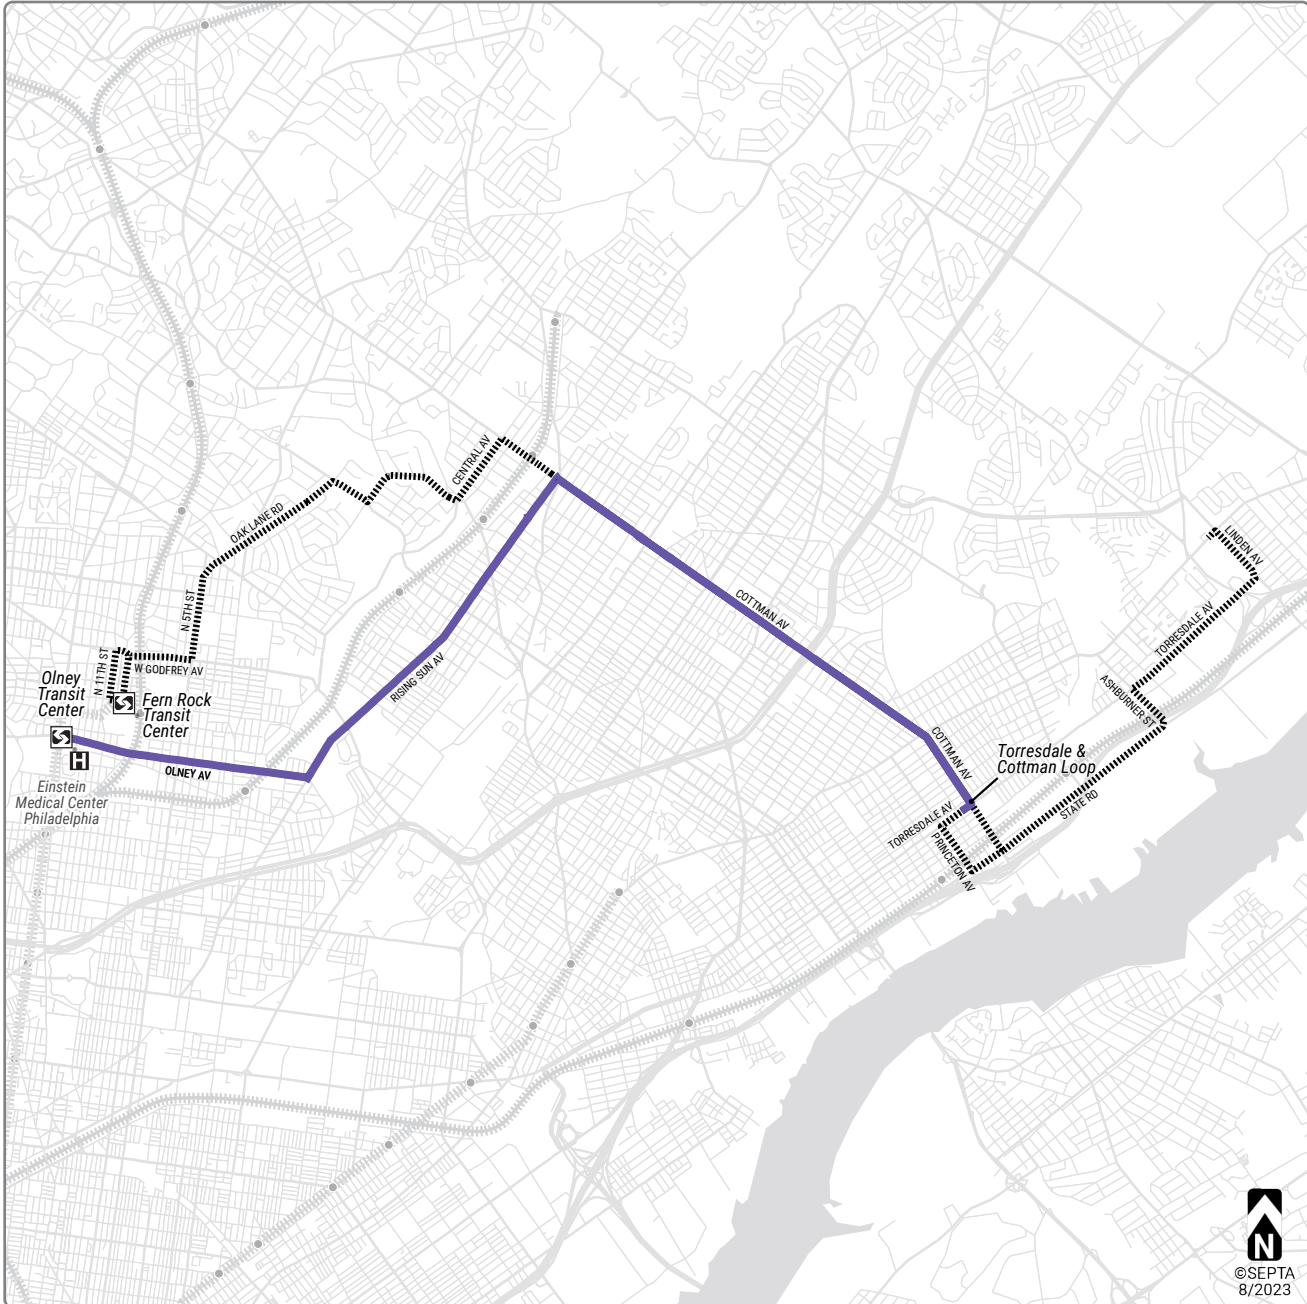 CENTRAL AV
OAK LANE RD
N 5TH ST
LINDEN AV
TORRESDALE AV
ASHBURNER ST
COTTMAN AV
N 11TH ST
W GODFREY AV
RISING SUN AV
Olney
Transit
Center
Fern Rock
Transit
Center
H
OLNEY AV
Einstein
Medical Center
Philadelphia
COTTMAN AV
Torresdale &
Cottman Loop
TORRESDALE AV
PRINCETON AV
STATE RD
N
©SEPTA
8/2023